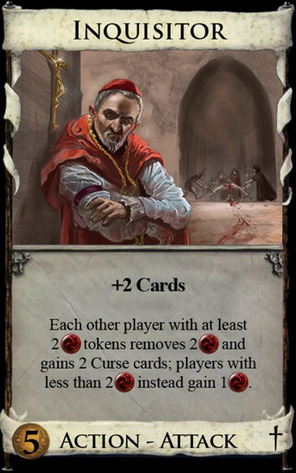 INQUISITOR
+2 Cards
Each other player with at least
2 tokens removes 2 and
gains 2 Curse cards; players with
less than 2 instead gain 1 .
5 ACTION - ATTACK †